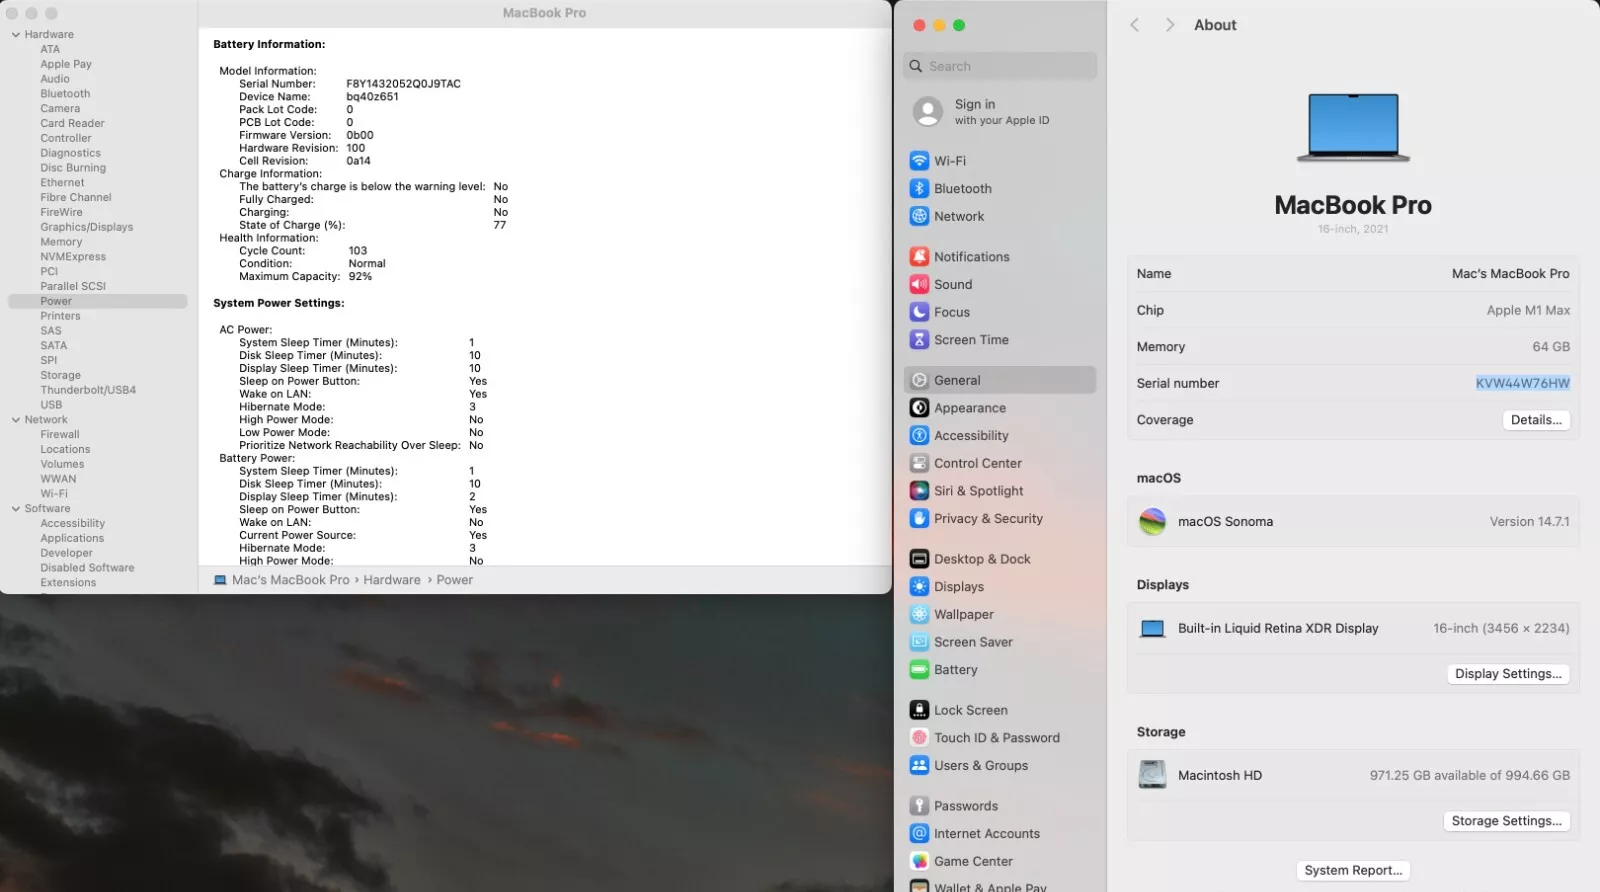 MacBook Pro
Hardware
ATA
Apple Pay
Audio
Bluetooth
Camera
Card Reader
Controller
Diagnostics
Disc Burning
Ethernet
Fibre Channel
FireWire
Graphics/Displays
Memory
NVMExpress
PCI
Parallel SCSI
Power
Printers
SAS
SATA
SPI
Storage
Thunderbolt/USB4
USB
Network
Firewall
Locations
Volumes
WWAN
Wi-Fi
Software
Accessibility
Applications
Developer
Disabled Software
Extensions
Battery Information:
Model Information:
Serial Number: F8Y1432052Q0J9TAC
Device Name: bq40z651
Pack Lot Code: 0
PCB Lot Code: 0
Firmware Version: 0b00
Hardware Revision: 100
Cell Revision: 0a14
Charge Information:
The battery's charge is below the warning level: No
Fully Charged: No
Charging: No
State of Charge (%): 77
Health Information:
Cycle Count: 103
Condition: Normal
Maximum Capacity: 92%
System Power Settings:
AC Power:
System Sleep Timer (Minutes): 1
Disk Sleep Timer (Minutes): 10
Display Sleep Timer (Minutes): 10
Sleep on Power Button: Yes
Wake on LAN: Yes
Hibernate Mode: 3
High Power Mode: No
Low Power Mode: No
Prioritize Network Reachability Over Sleep: No
Battery Power:
System Sleep Timer (Minutes): 1
Disk Sleep Timer (Minutes): 10
Display Sleep Timer (Minutes): 2
Sleep on Power Button: Yes
Wake on LAN: No
Current Power Source: Yes
Hibernate Mode: 3
High Power Mode: No
Mac's MacBook Pro › Hardware › Power
Search
Sign in
with your Apple ID
Wi-Fi
Bluetooth
Network
Notifications
Sound
Focus
Screen Time
General
Appearance
Accessibility
Control Center
Siri & Spotlight
Privacy & Security
Desktop & Dock
Displays
Wallpaper
Screen Saver
Battery
Lock Screen
Touch ID & Password
Users & Groups
Passwords
Internet Accounts
Game Center
Wallet & Apple Pay
About
MacBook Pro
16-inch, 2021
Name Mac's MacBook Pro
Chip Apple M1 Max
Memory 64 GB
Serial number KVW44W76HW
Coverage Details...
macOS
macOS Sonoma Version 14.7.1
Displays
Built-in Liquid Retina XDR Display 16-inch (3456 × 2234)
Display Settings...
Storage
Macintosh HD 971.25 GB available of 994.66 GB
Storage Settings...
System Report...